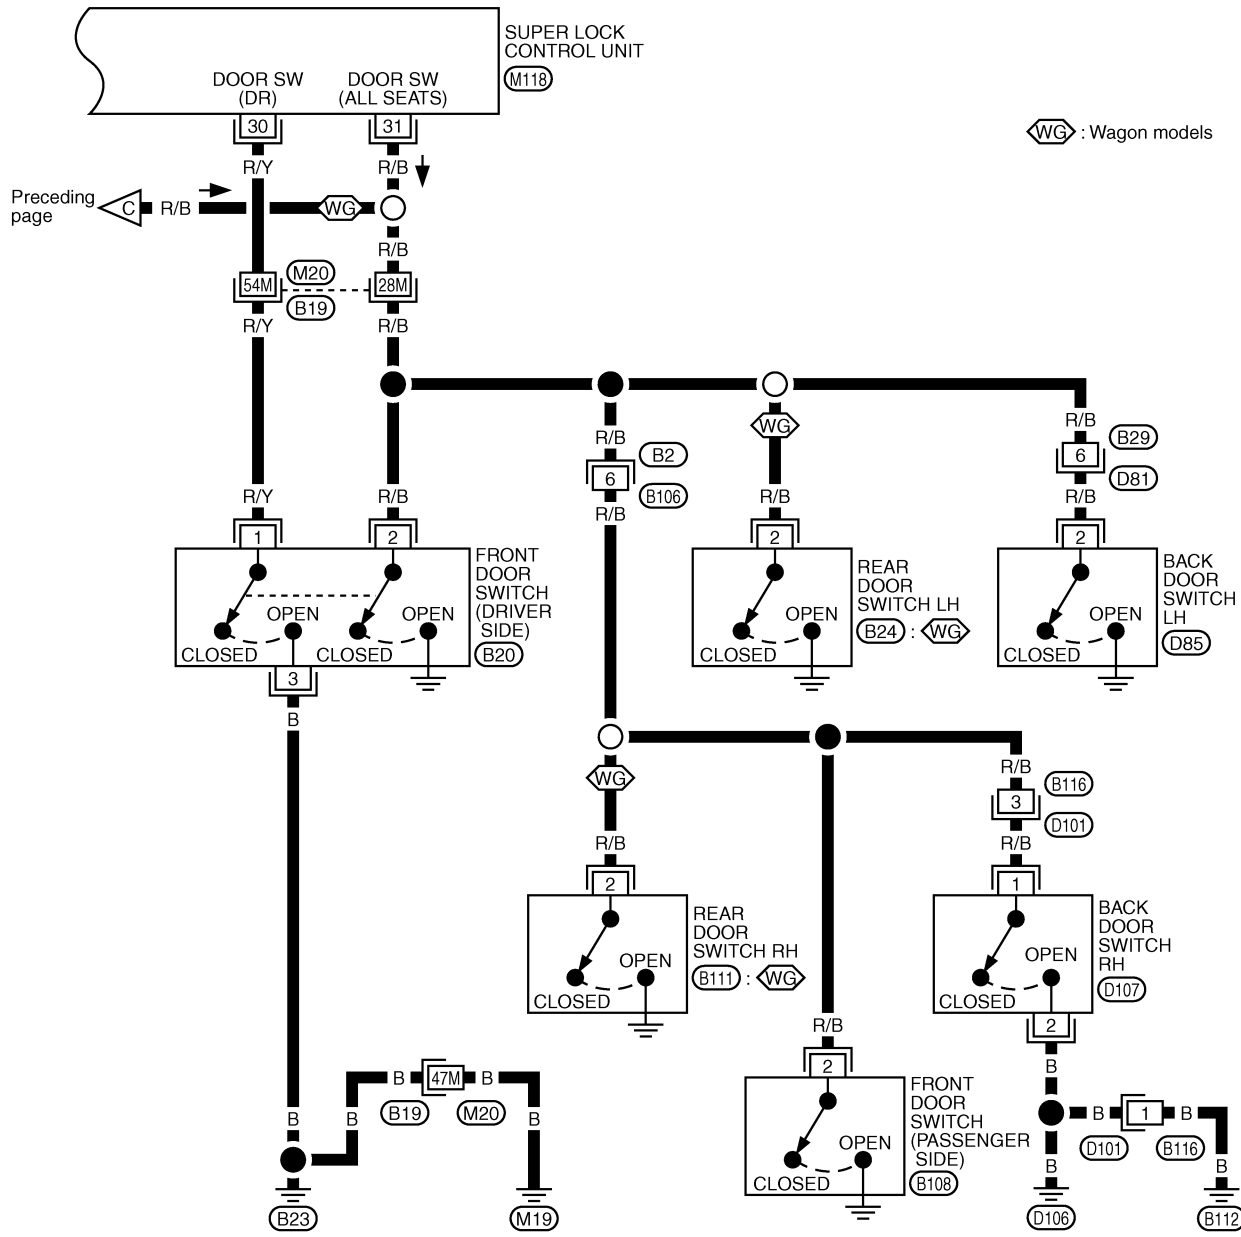 SUPER LOCK
CONTROL UNIT
M118
DOOR SW
(DR)
DOOR SW
(ALL SEATS)
30
31
WG : Wagon models
R/Y
R/B
Preceding
page
C
R/B
WG
R/B
54M
M20
28M
B19
R/Y
R/B
WG
R/B
B29
R/B
B2
6
6
B106
D81
R/Y
R/B
R/B
R/B
R/B
1
2
2
2
FRONT
DOOR
SWITCH
(DRIVER
SIDE)
B20
OPEN
OPEN
CLOSED
CLOSED
REAR
DOOR
SWITCH LH
B24 : WG
OPEN
CLOSED
BACK
DOOR
SWITCH
LH
D85
OPEN
CLOSED
3
B
WG
R/B
B116
3
D101
R/B
R/B
2
1
REAR
DOOR
SWITCH RH
B111 : WG
OPEN
CLOSED
BACK
DOOR
SWITCH
RH
D107
OPEN
CLOSED
R/B
2
2
B
B
47M
B
B19
M20
FRONT
DOOR
SWITCH
(PASSENGER
SIDE)
B108
OPEN
CLOSED
B
B
B
B
1
B
D101
B116
B
B
B23
M19
D106
B112